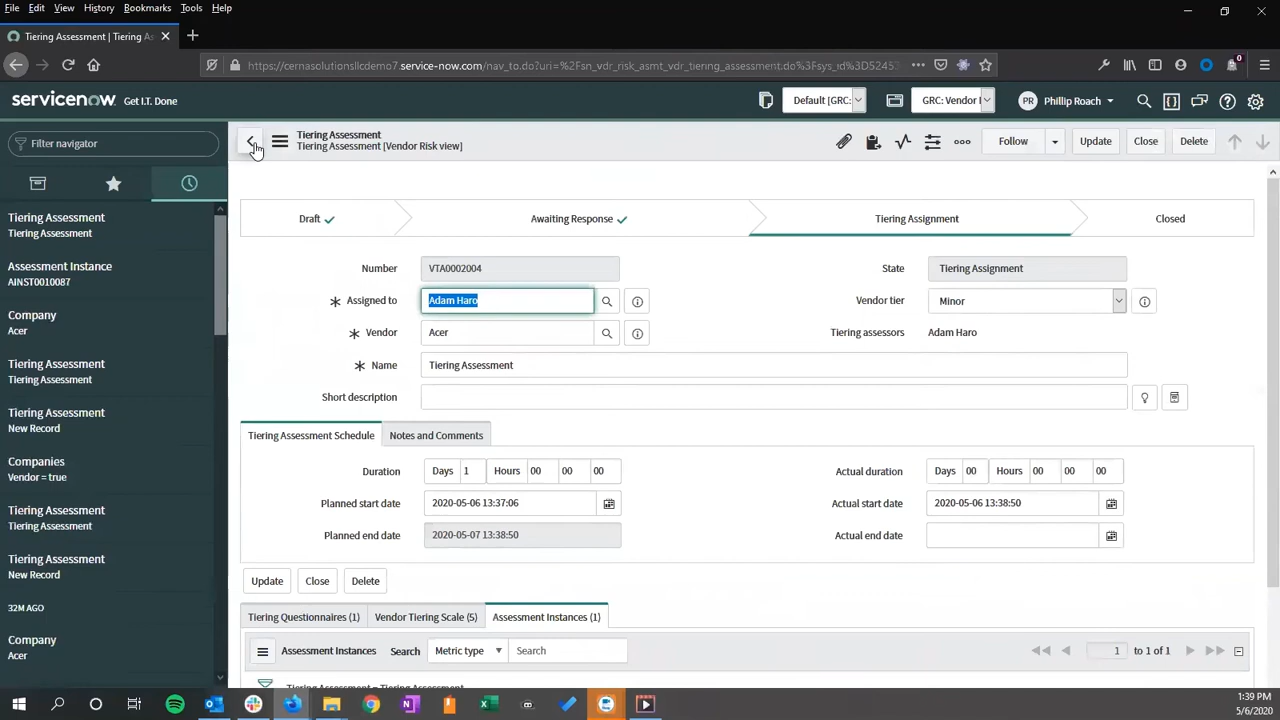 File Edit View History Bookmarks Tools Help
Tiering Assessment | Tiering As
https://cernasolutionsllcdemo7.service-now.com/nav_to.do?uri=%2Fsn_vdr_risk_asmt_vdr_tiering_assessment.do%3Fsys_id%3D52453
servicenow Get I.T. Done
Default [GRC:
GRC: Vendor
PR Phillip Roach
Filter navigator
Tiering Assessment
Tiering Assessment [Vendor Risk view]
Follow Update Close Delete
Tiering Assessment
Tiering Assessment
Assessment Instance
AINST0010087
Company
Acer
Tiering Assessment
Tiering Assessment
Tiering Assessment
New Record
Companies
Vendor = true
Tiering Assessment
Tiering Assessment
Tiering Assessment
New Record
32M AGO
Company
Acer
Draft Awaiting Response Tiering Assignment Closed
Number VTA0002004 State Tiering Assignment
Assigned to Adam Haro Vendor tier Minor
Vendor Acer Tiering assessors Adam Haro
Name Tiering Assessment
Short description
Tiering Assessment Schedule Notes and Comments
Duration Days 1 Hours 00 00 00 Actual duration Days 00 Hours 00 00 00
Planned start date 2020-05-06 13:37:06 Actual start date 2020-05-06 13:38:50
Planned end date 2020-05-07 13:38:50 Actual end date
Update Close Delete
Tiering Questionnaires (1) Vendor Tiering Scale (5) Assessment Instances (1)
Assessment Instances Search Metric type Search 1 to 1 of 1
Tiering Assessment = Tiering Assessment
1:39 PM
5/6/2020